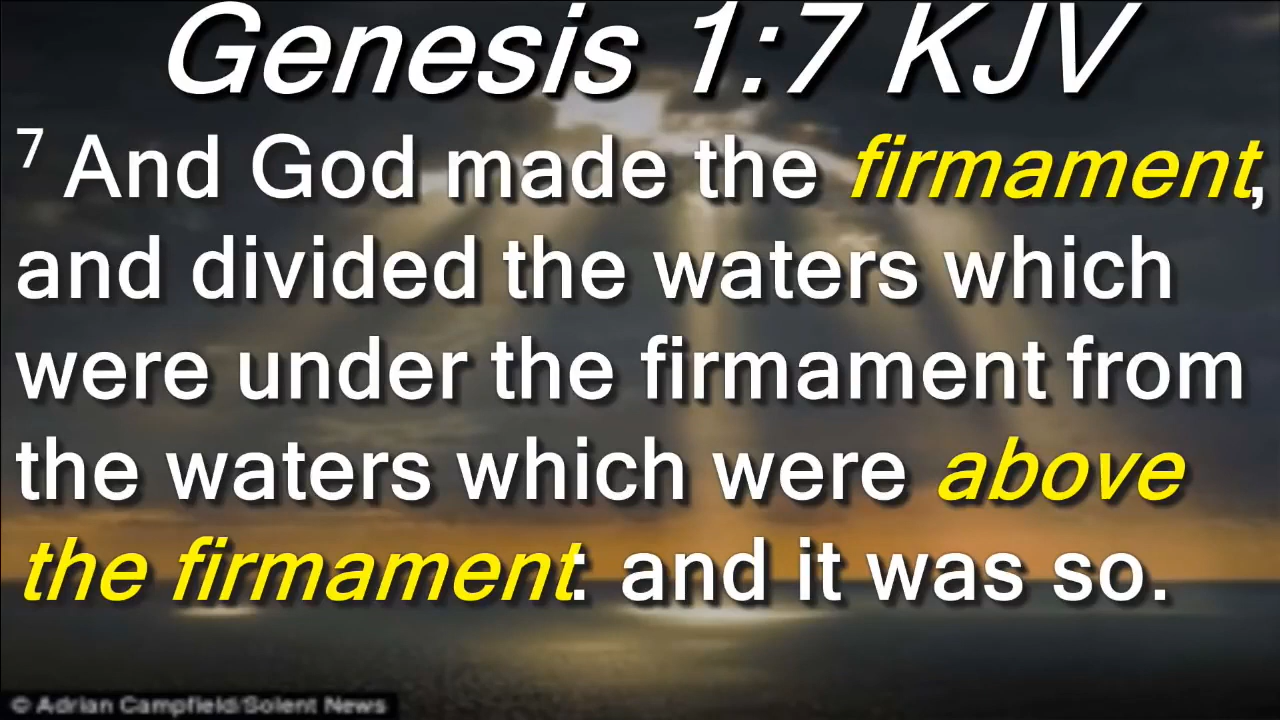 Genesis 1:7 KJV
7 And God made the firmament,
and divided the waters which
were under the firmament from
the waters which were above
the firmament: and it was so.
© Adrian Campfield/Solent News